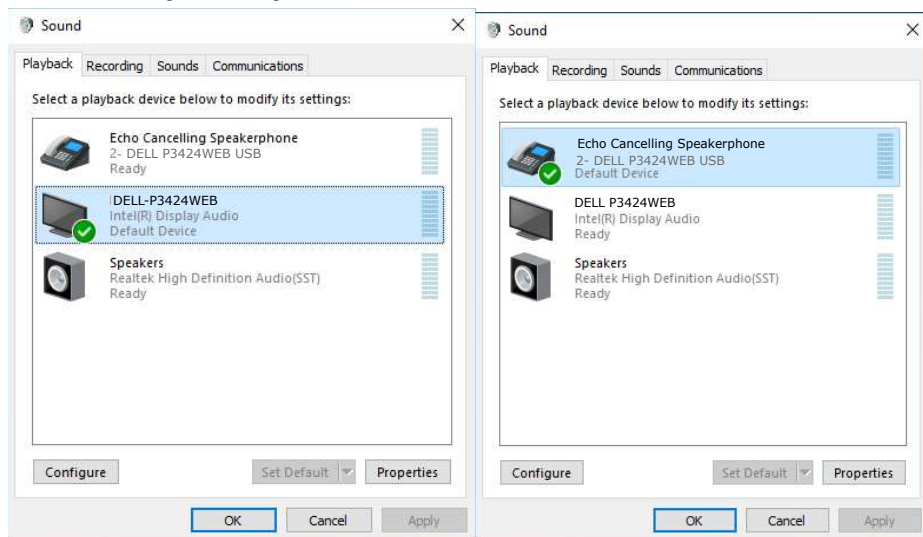 Sound
Playback Recording Sounds Communications
Select a playback device below to modify its settings:
Echo Cancelling Speakerphone
2- DELL P3424WEB USB
Ready
DELL-P3424WEB
Intel(R) Display Audio
Default Device
Speakers
Realtek High Definition Audio(SST)
Ready
Configure Set Default Properties
OK Cancel Apply
Sound
Playback Recording Sounds Communications
Select a playback device below to modify its settings:
Echo Cancelling Speakerphone
2- DELL P3424WEB USB
Default Device
DELL P3424WEB
Intel(R) Display Audio
Ready
Speakers
Realtek High Definition Audio(SST)
Ready
Configure Set Default Properties
OK Cancel Apply